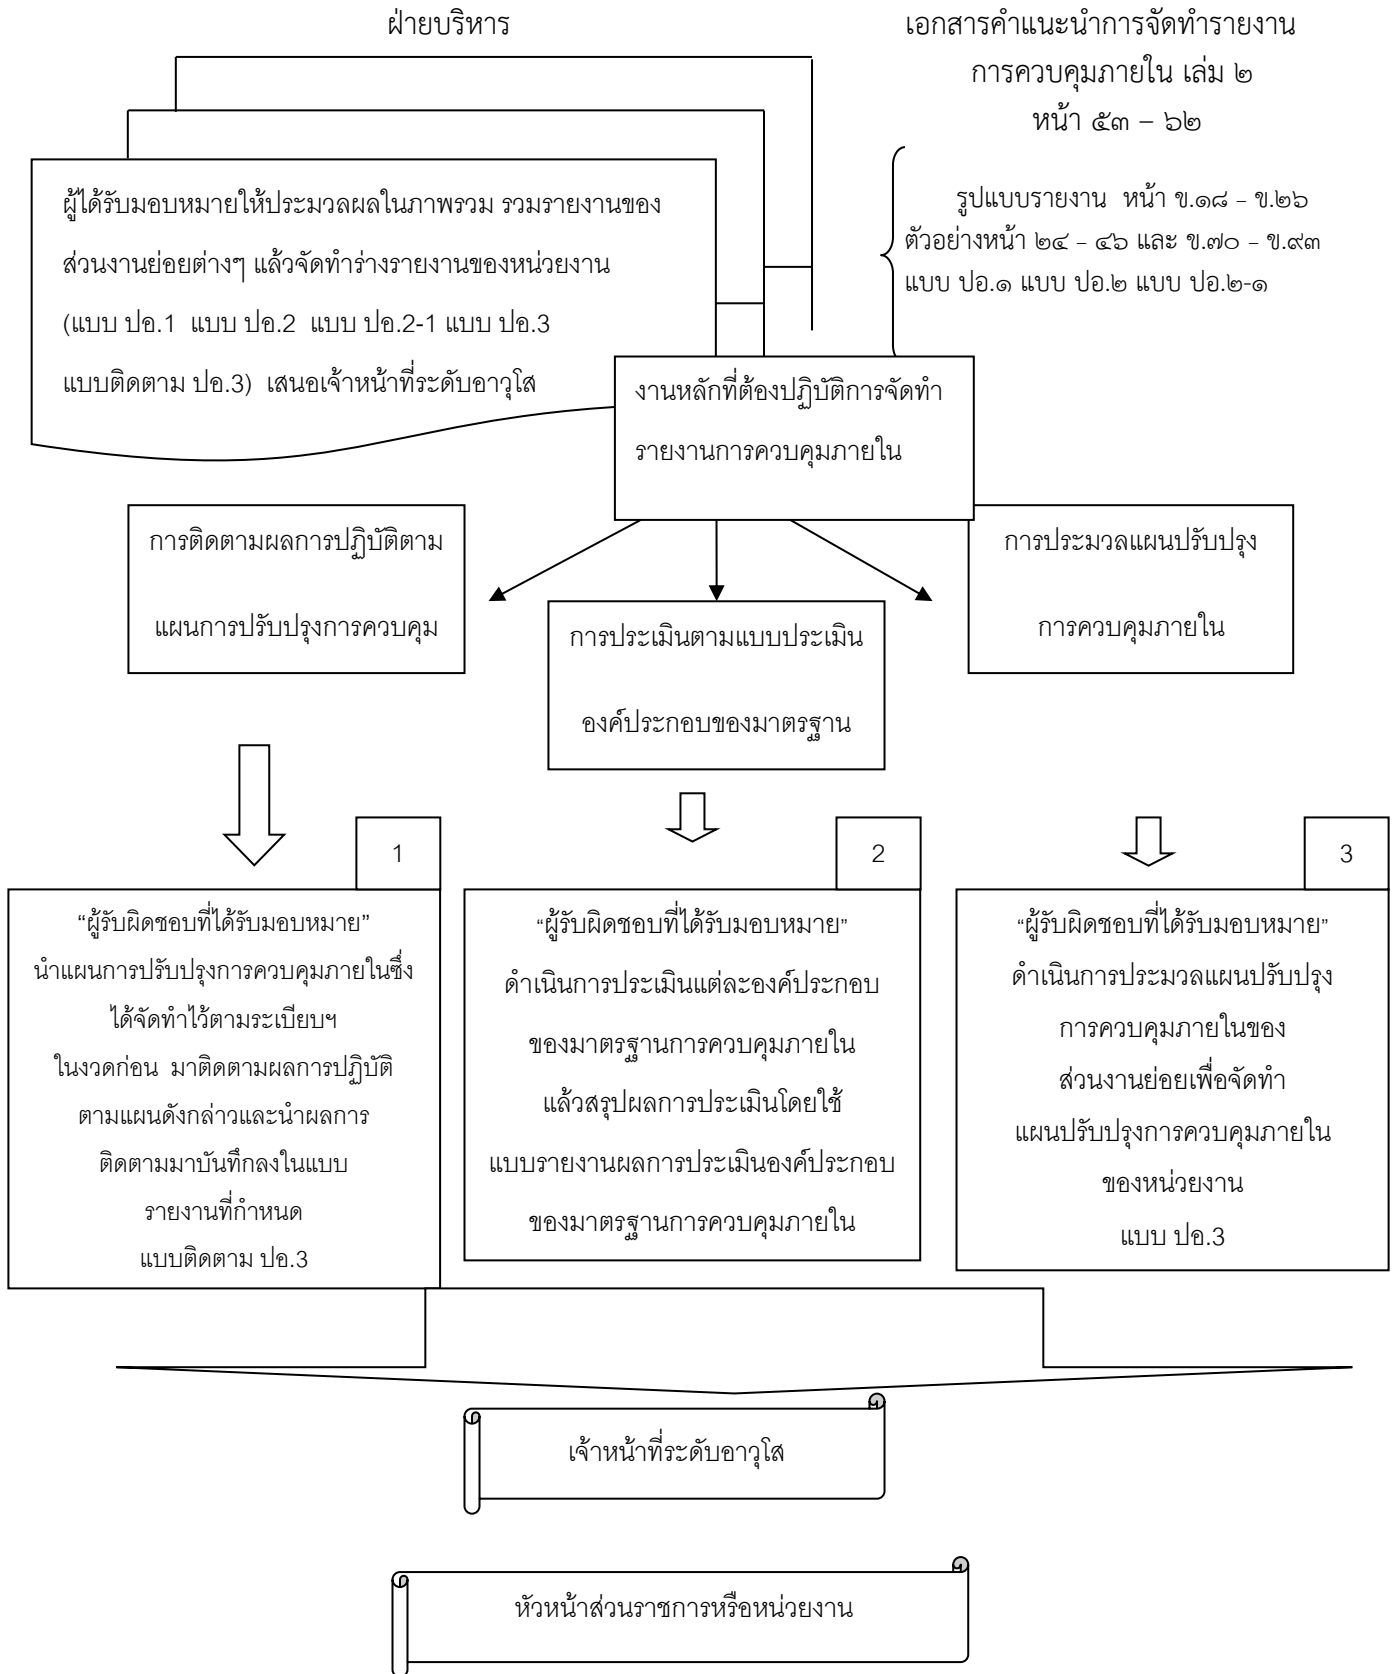 ฝ่ายบริหาร
เอกสารคำแนะนำการจัดทำรายงาน
การควบคุมภายใน เล่ม ๒
หน้า ๕๓ – ๖๒
ผู้ได้รับมอบหมายให้ประมวลผลในภาพรวม รวมรายงานของ
ส่วนงานย่อยต่างๆ แล้วจัดทำร่างรายงานของหน่วยงาน
(แบบ ปอ.1 แบบ ปอ.2 แบบ ปอ.2-1 แบบ ปอ.3
แบบติดตาม ปอ.3) เสนอเจ้าหน้าที่ระดับอาวุโส
รูปแบบรายงาน หน้า ข.๑๘ - ข.๒๖
ตัวอย่างหน้า ๒๔ - ๔๖ และ ข.๗๐ - ข.๙๓
แบบ ปอ.๑ แบบ ปอ.๒ แบบ ปอ.๒-๑
งานหลักที่ต้องปฏิบัติการจัดทำ
รายงานการควบคุมภายใน
การติดตามผลการปฏิบัติตาม
แผนการปรับปรุงการควบคุม
การประเมินตามแบบประเมิน
องค์ประกอบของมาตรฐาน
การประมวลแผนปรับปรุง
การควบคุมภายใน
1
“ผู้รับผิดชอบที่ได้รับมอบหมาย”
นำแผนการปรับปรุงการควบคุมภายในซึ่ง
ได้จัดทำไว้ตามระเบียบฯ
ในงวดก่อน มาติดตามผลการปฏิบัติ
ตามแผนดังกล่าวและนำผลการ
ติดตามมาบันทึกลงในแบบ
รายงานที่กำหนด
แบบติดตาม ปอ.3
2
“ผู้รับผิดชอบที่ได้รับมอบหมาย”
ดำเนินการประเมินแต่ละองค์ประกอบ
ของมาตรฐานการควบคุมภายใน
แล้วสรุปผลการประเมินโดยใช้
แบบรายงานผลการประเมินองค์ประกอบ
ของมาตรฐานการควบคุมภายใน
3
“ผู้รับผิดชอบที่ได้รับมอบหมาย”
ดำเนินการประมวลแผนปรับปรุง
การควบคุมภายในของ
ส่วนงานย่อยเพื่อจัดทำ
แผนปรับปรุงการควบคุมภายใน
ของหน่วยงาน
แบบ ปอ.3
เจ้าหน้าที่ระดับอาวุโส
หัวหน้าส่วนราชการหรือหน่วยงาน